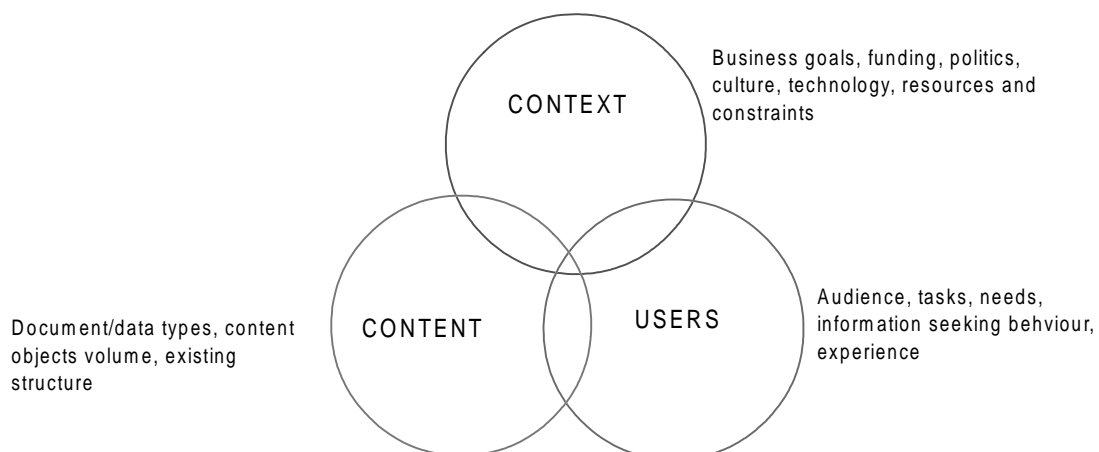 CONTEXT
Business goals, funding, politics,
culture, technology, resources and
constraints
Document/data types, content
objects volume, existing
structure
CONTENT
USERS
Audience, tasks, needs,
information seeking behviour,
experience